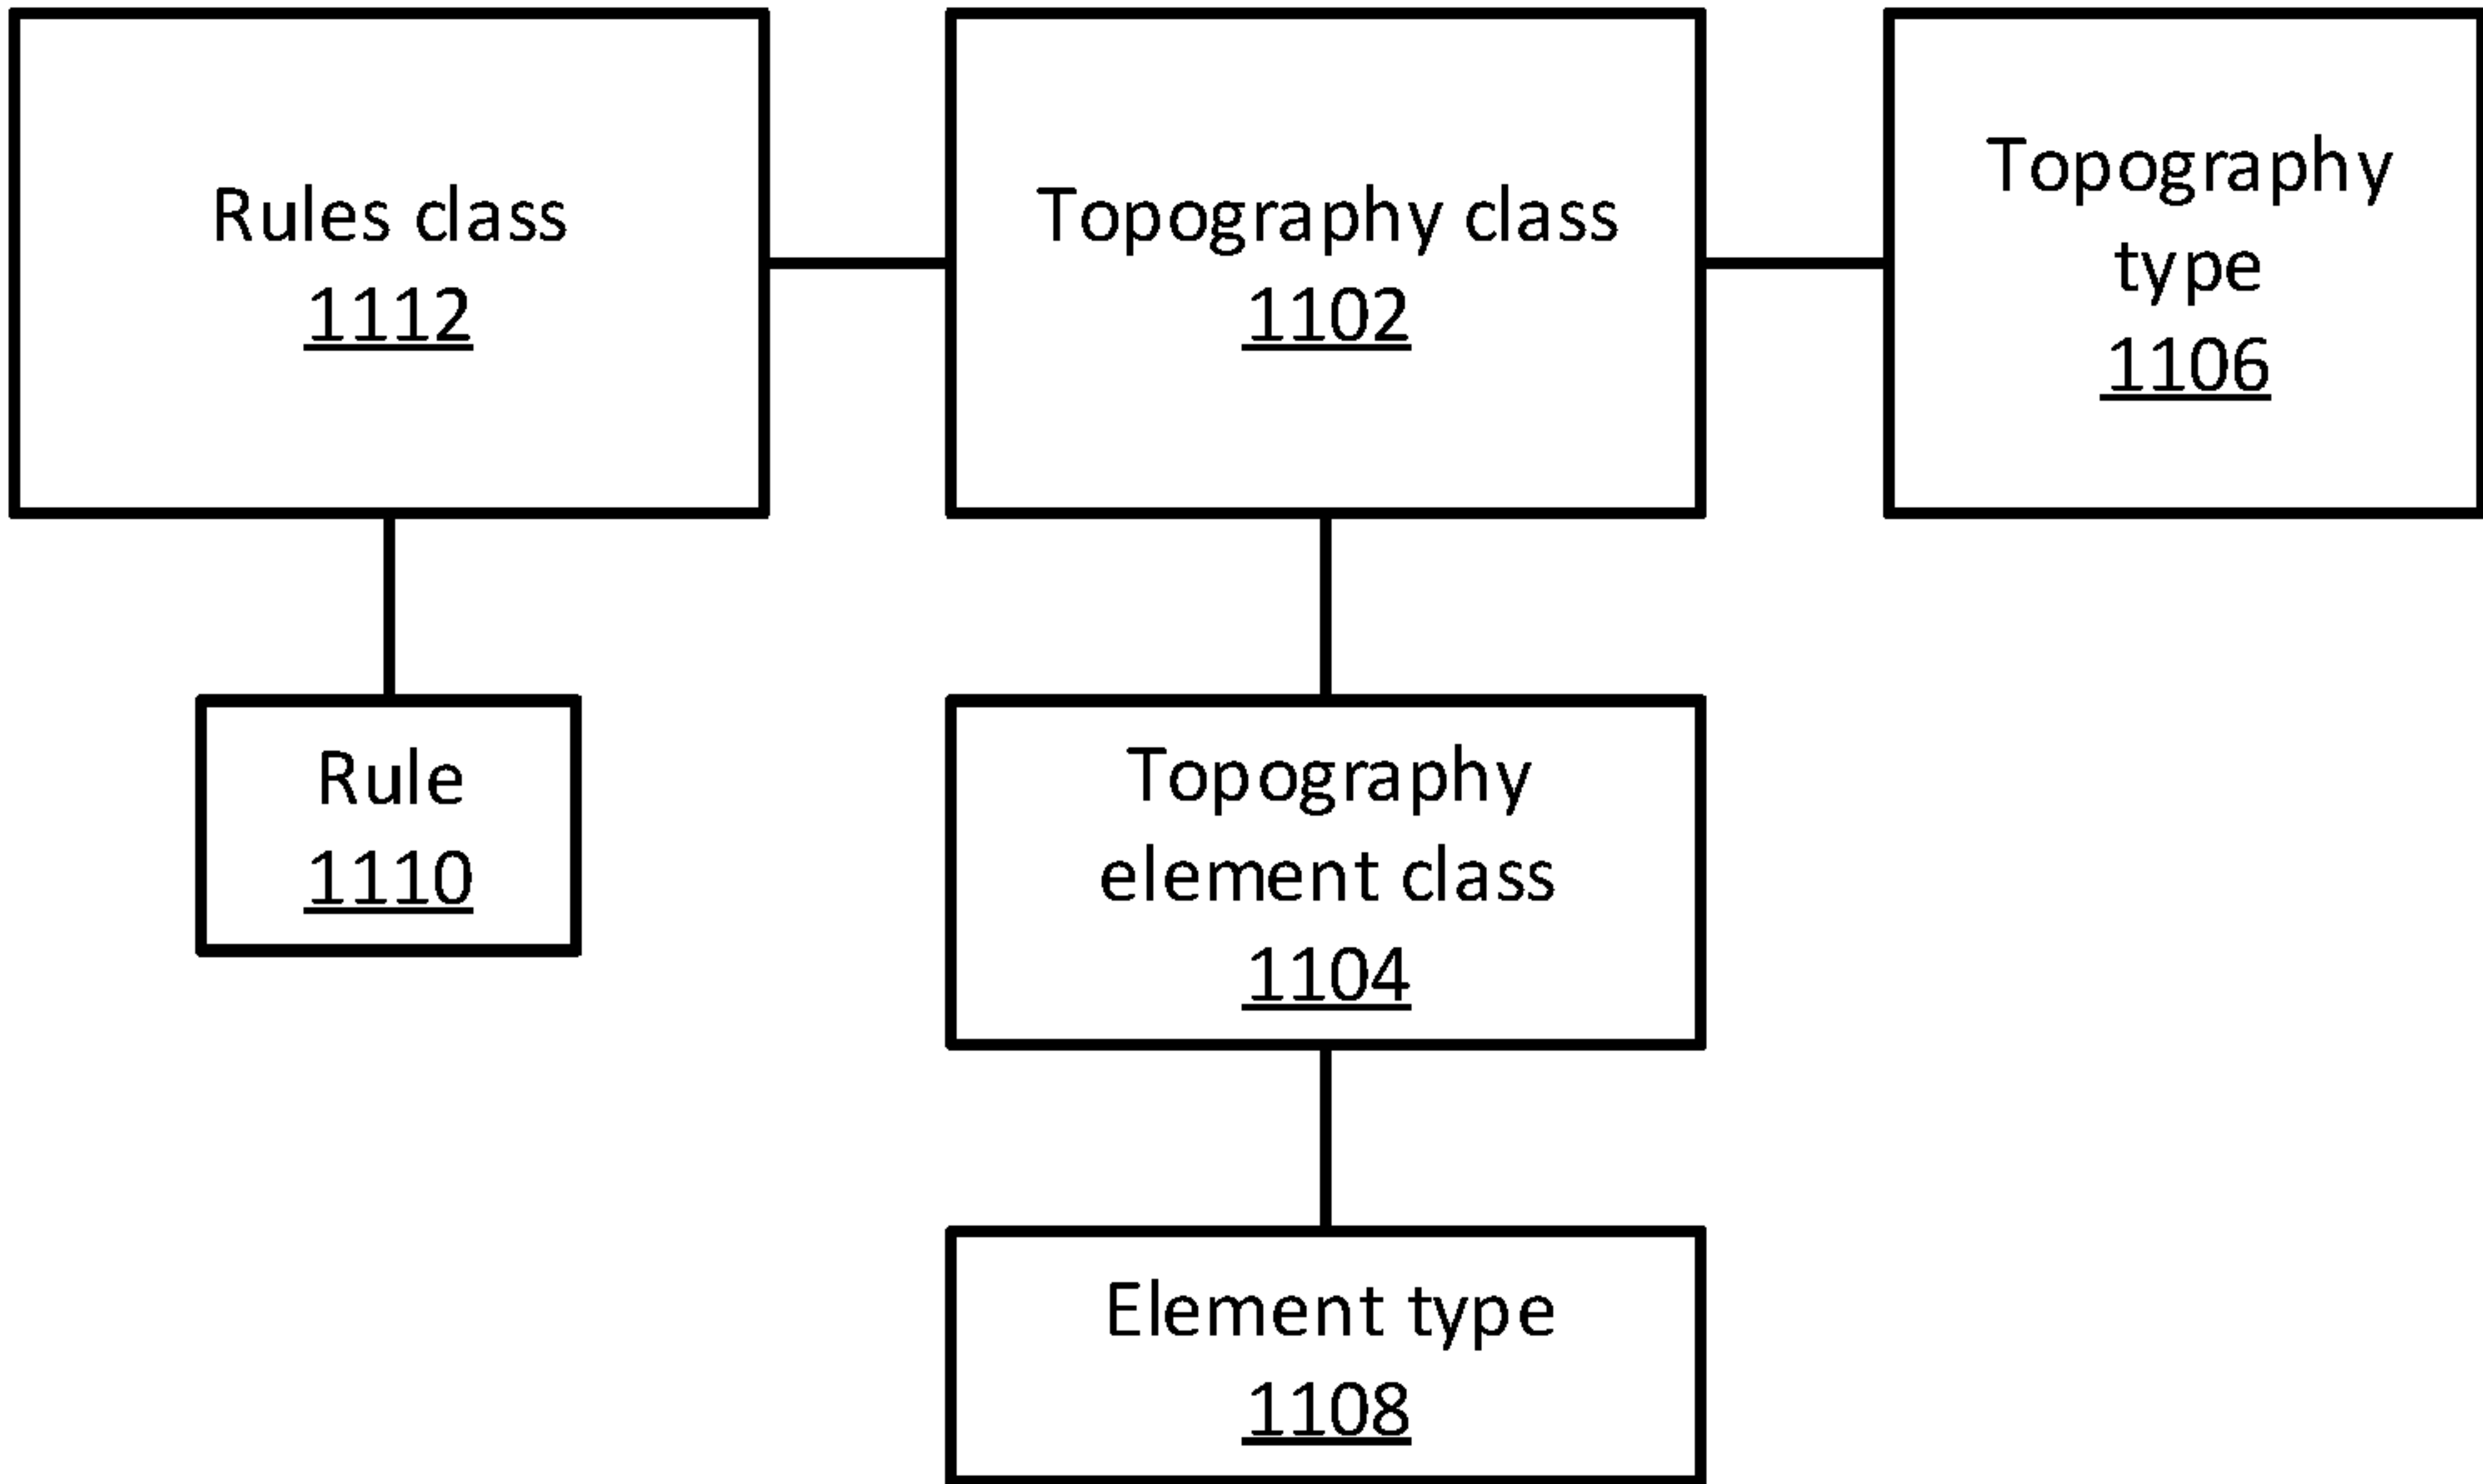 Rules class
1112
Topography class
1102
Topography
type
1106
Rule
1110
Topography
element class
1104
Element type
1108